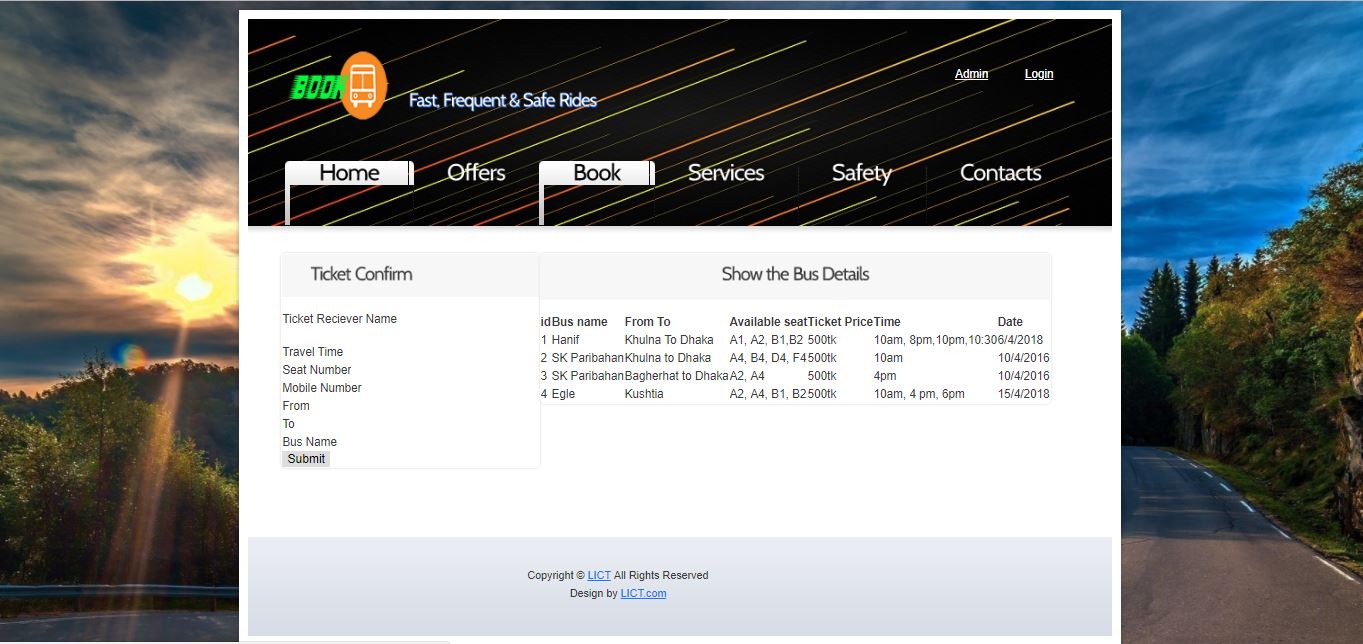 BOOK
Fast, Frequent & Safe Rides
Admin Login
Home Offers Book Services Safety Contacts
Ticket Confirm
Ticket Reciever Name
Travel Time
Seat Number
Mobile Number
From
To
Bus Name
Submit
Show the Bus Details
id Bus name From To Available seat Ticket Price Time Date
1 Hanif Khulna To Dhaka A1, A2, B1,B2 500tk 10am, 8pm,10pm,10:30 6/4/2018
2 SK Paribahan Khulna to Dhaka A4, B4, D4, F4 500tk 10am 10/4/2016
3 SK Paribahan Bagherhat to Dhaka A2, A4 500tk 4pm 10/4/2016
4 Egle Kushtia A2, A4, B1, B2 500tk 10am, 4 pm, 6pm 15/4/2018
Copyright © LICT All Rights Reserved
Design by LICT.com